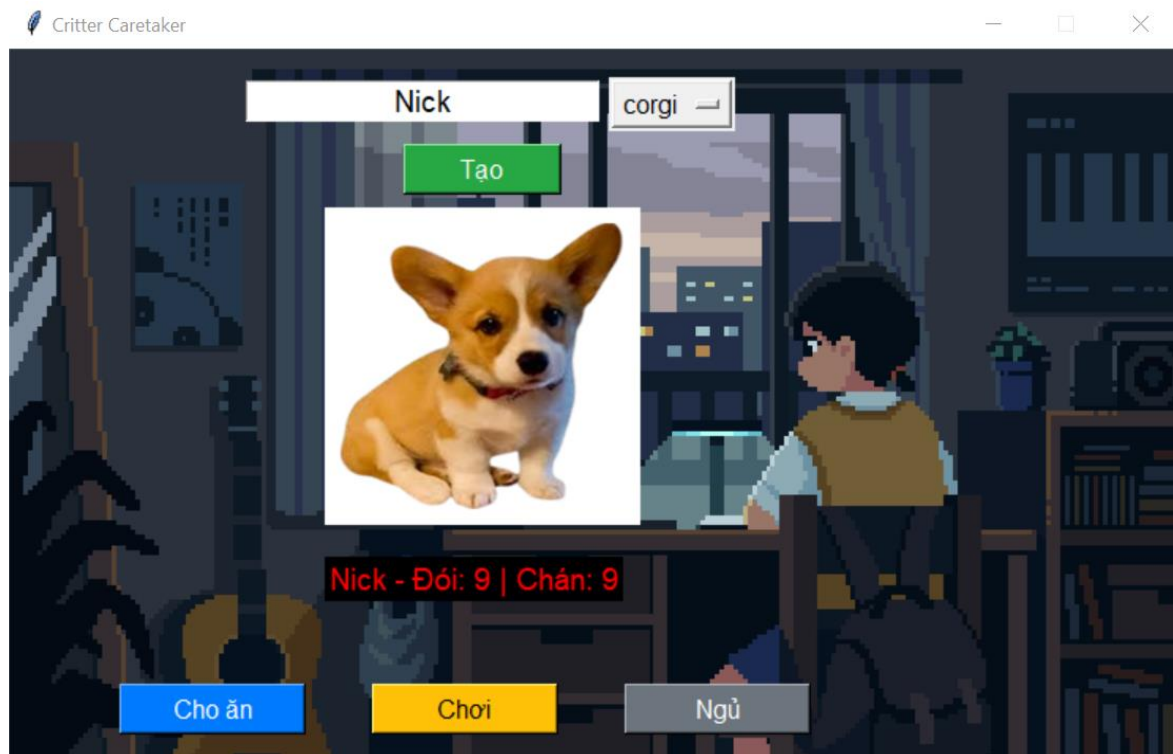 Critter Caretaker
Nick
corgi
Tạo
Nick - Đói: 9 | Chán: 9
Cho ăn
Chơi
Ngủ